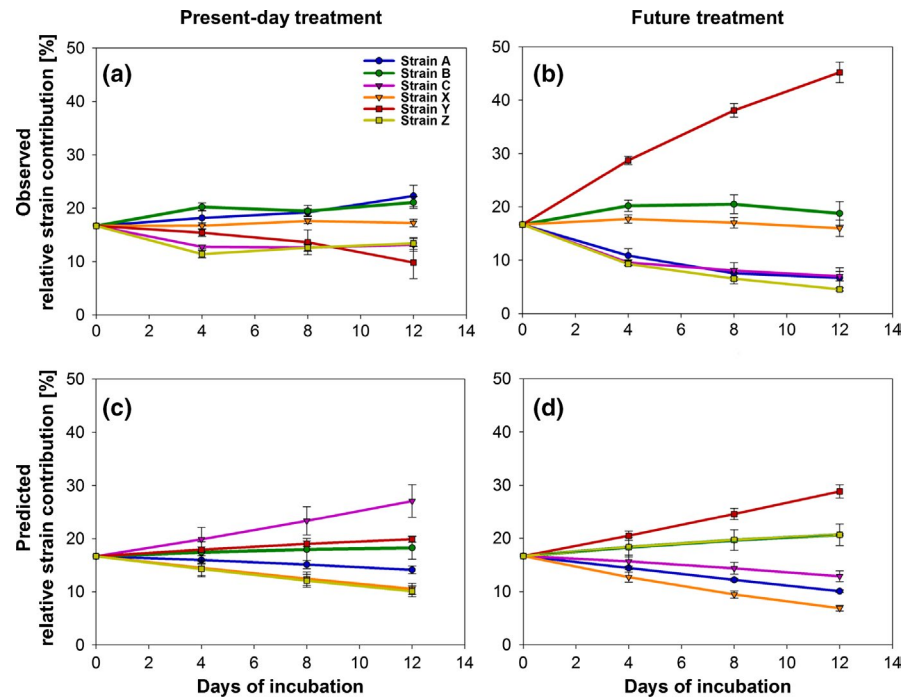 Present-day treatment
Future treatment
Observed
relative strain contribution [%]
(a)
50
40
30
20
10
0
0 2 4 6 8 10 12 14
Strain A
Strain B
Strain C
Strain X
Strain Y
Strain Z
(b)
50
40
30
20
10
0
0 2 4 6 8 10 12 14
Predicted
relative strain contribution [%]
(c)
50
40
30
20
10
0
0 2 4 6 8 10 12 14
Days of incubation
(d)
50
40
30
20
10
0
0 2 4 6 8 10 12 14
Days of incubation